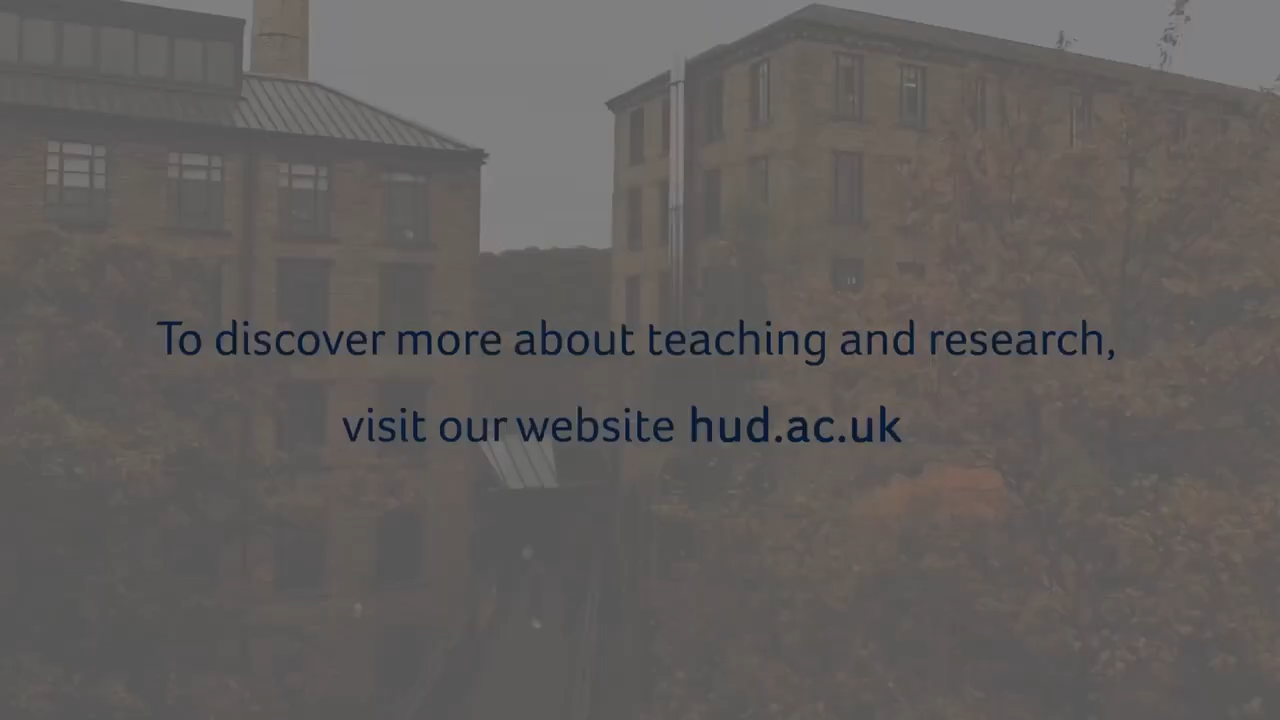 To discover more about teaching and research,
visit our website hud.ac.uk